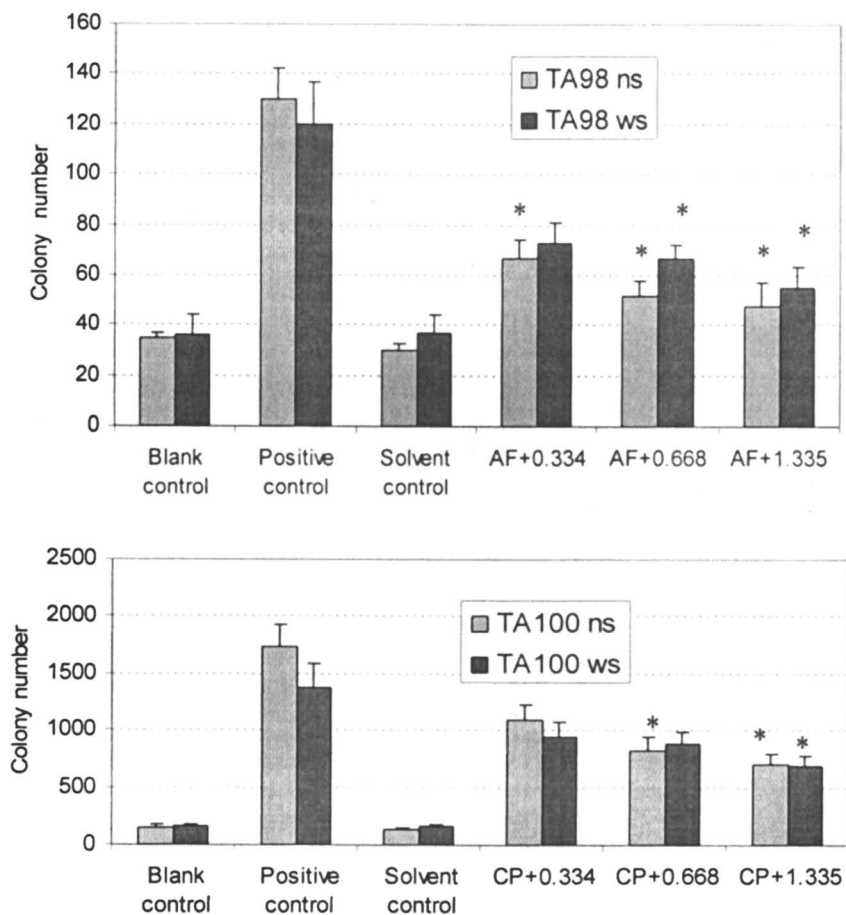 160
140
120
100
80
60
40
20
0
Colony number
TA98 ns
TA98 ws
*
*
*
*
*
Blank control
Positive control
Solvent control
AF+0.334
AF+0.668
AF+1.335
2500
2000
1500
1000
500
0
Colony number
TA100 ns
TA100 ws
*
*
*
Blank control
Positive control
Solvent control
CP+0.334
CP+0.668
CP+1.335